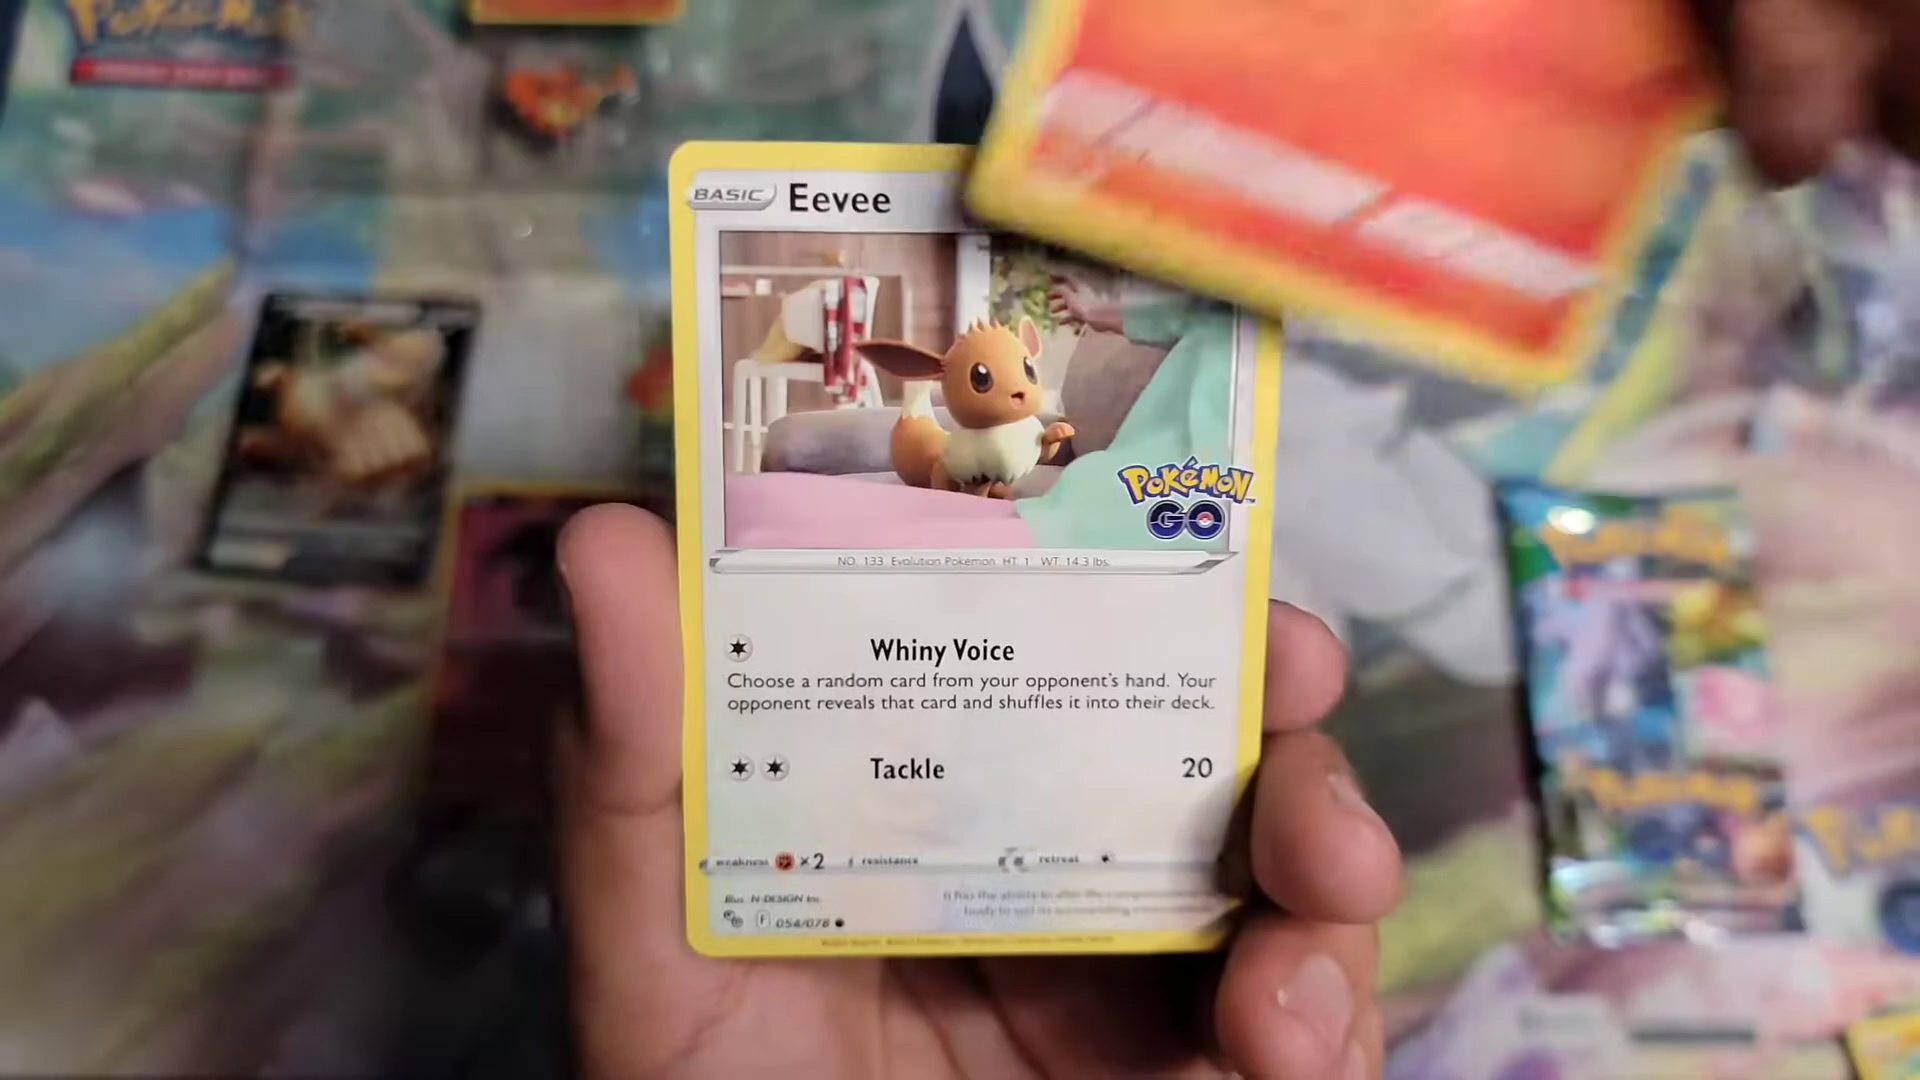 Pokémon
BASIC Eevee
POKéMON
GO
NO. 133 Evolution Pokémon HT: 1' WT: 14.3 lbs.
Whiny Voice
Choose a random card from your opponent's hand. Your
opponent reveals that card and shuffles it into their deck.
Tackle 20
weakness ×2 resistance retreat
Illus. N-DESIGN Inc.
F 054/078